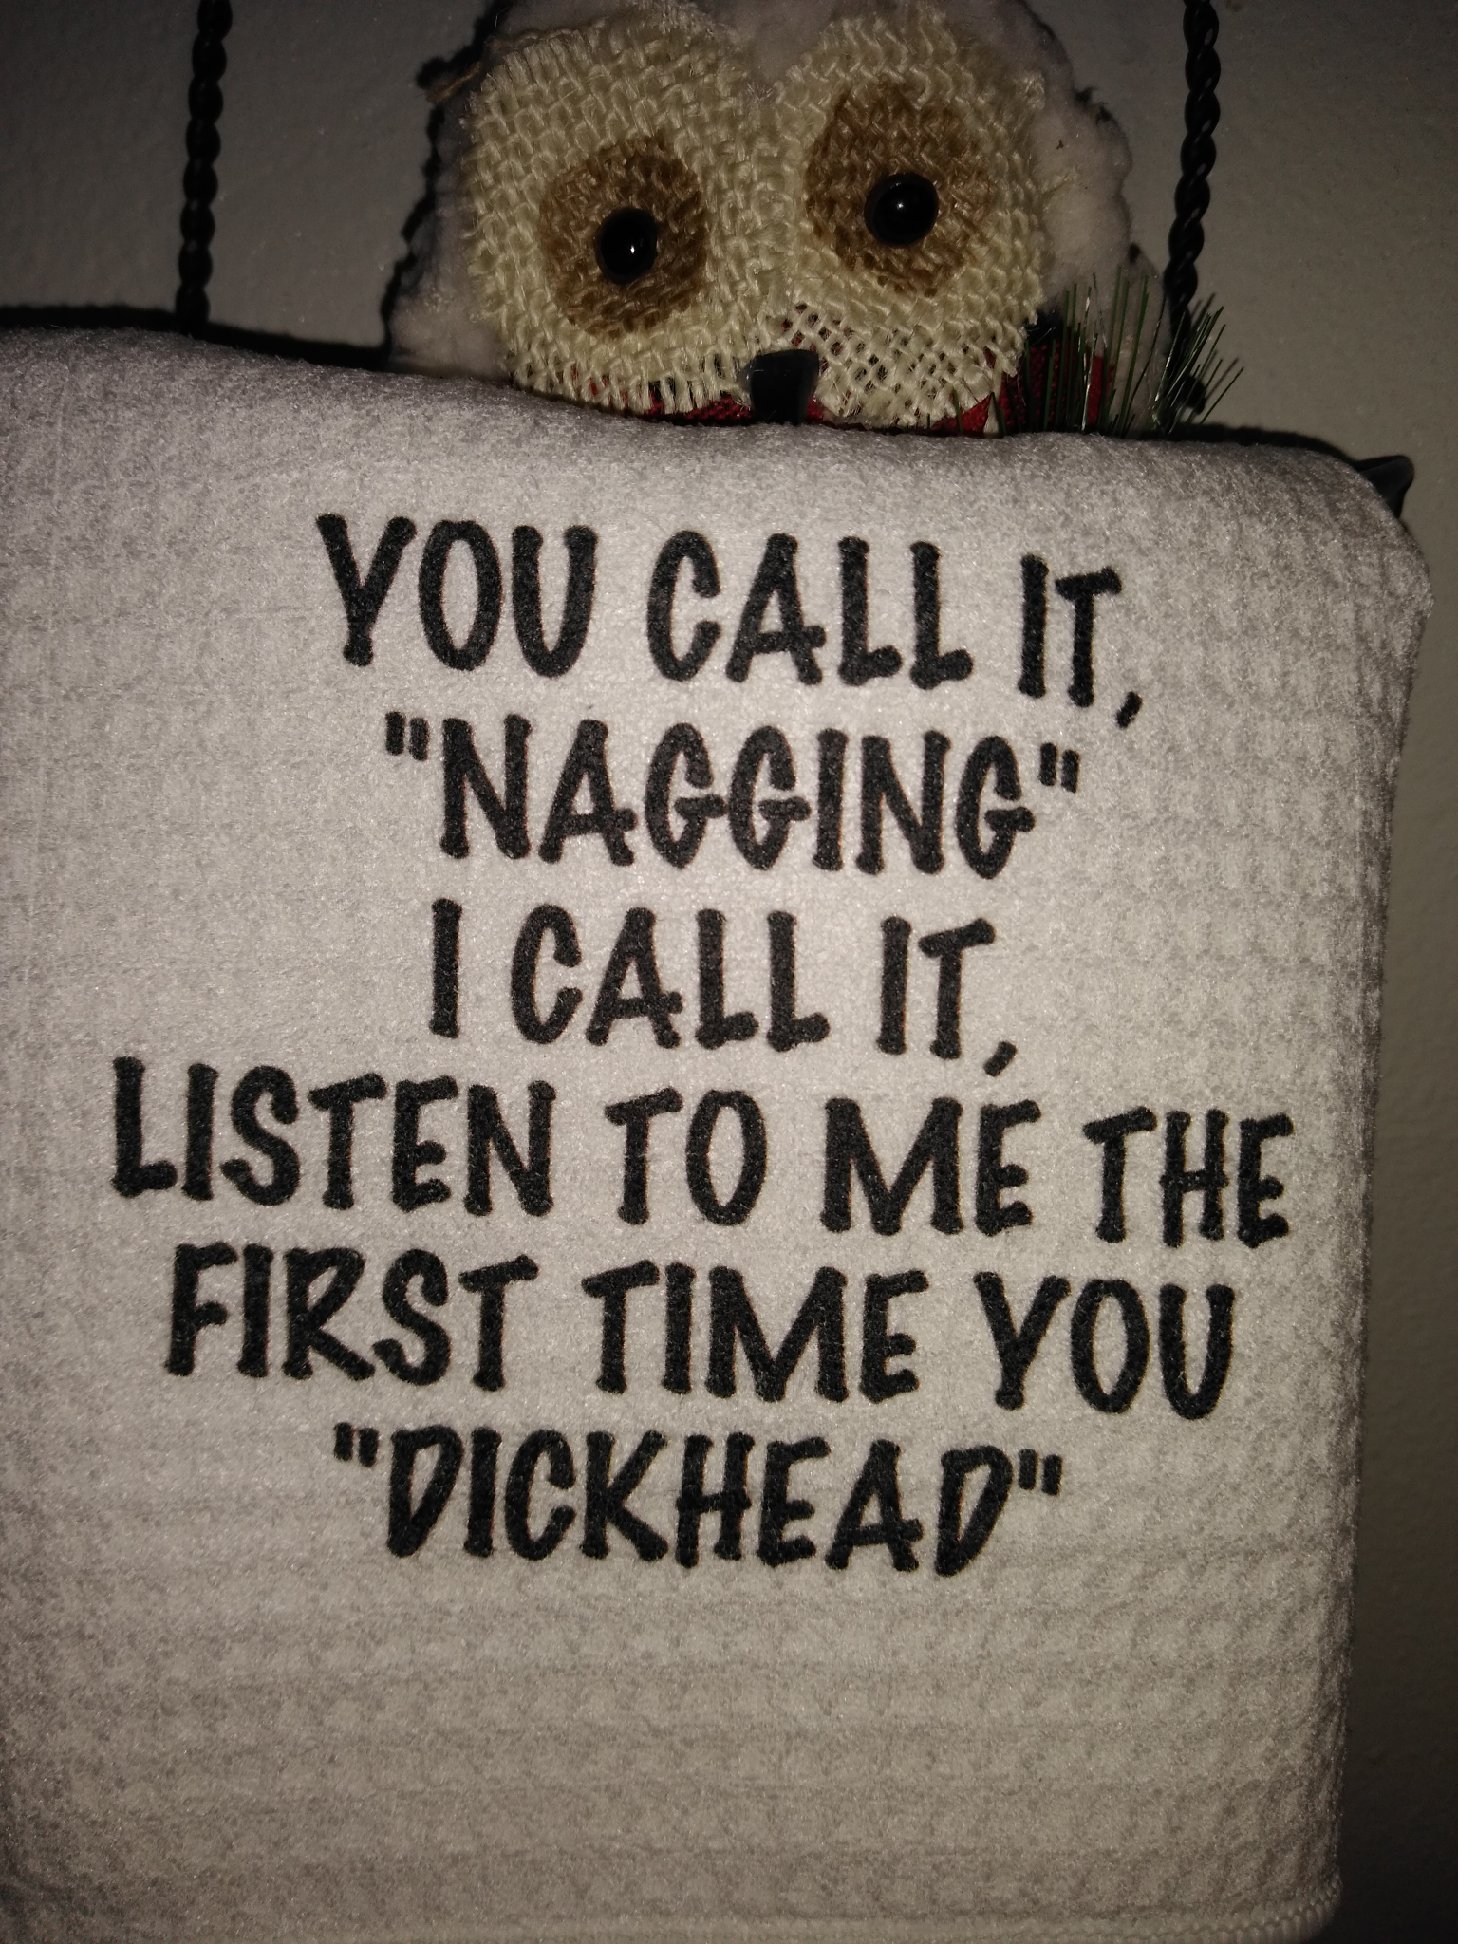 YOU CALL IT,
"NAGGING"
I CALL IT,
LISTEN TO ME THE
FIRST TIME YOU
"DICKHEAD"